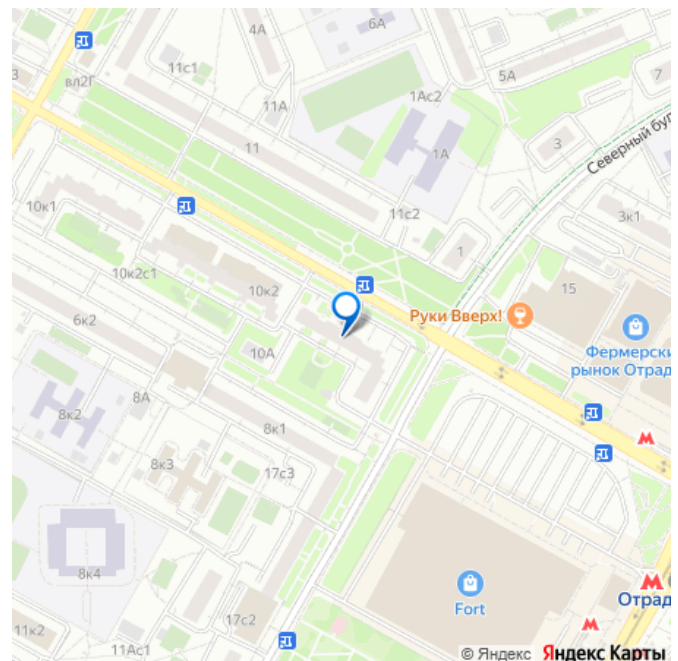 6А
4А
11с1
5А
7
3
вл2Г
1Ас2
11А
11
1А
3
Северный бул
11с2
10к1
3к1
1
10к2с1
10к2
15
Руки Вверх!
6к2
Фермерски
рынок Отрад
10А
8А
8к2
8к1
8к3
17с3
8к4
Fort
Отрад
17с2
11к2
11Ас1
© Яндекс Яндекс Карты